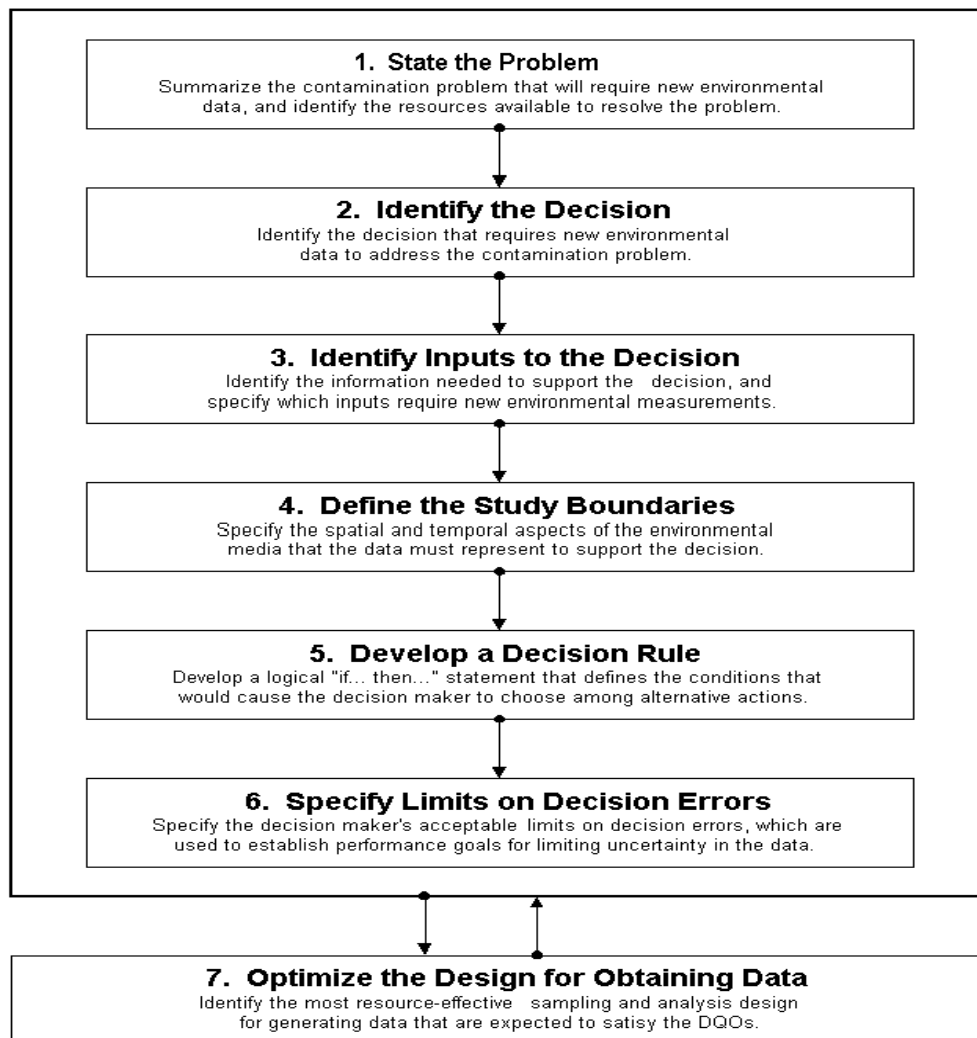 1. State the Problem
Summarize the contamination problem that will require new environmental
data, and identify the resources available to resolve the problem.
2. Identify the Decision
Identify the decision that requires new environmental
data to address the contamination problem.
3. Identify Inputs to the Decision
Identify the information needed to support the decision, and
specify which inputs require new environmental measurements.
4. Define the Study Boundaries
Specify the spatial and temporal aspects of the environmental
media that the data must represent to support the decision.
5. Develop a Decision Rule
Develop a logical "if... then..." statement that defines the conditions that
would cause the decision maker to choose among alternative actions.
6. Specify Limits on Decision Errors
Specify the decision maker's acceptable limits on decision errors, which are
used to establish performance goals for limiting uncertainty in the data.
7. Optimize the Design for Obtaining Data
Identify the most resource-effective sampling and analysis design
for generating data that are expected to satisy the DQOs.